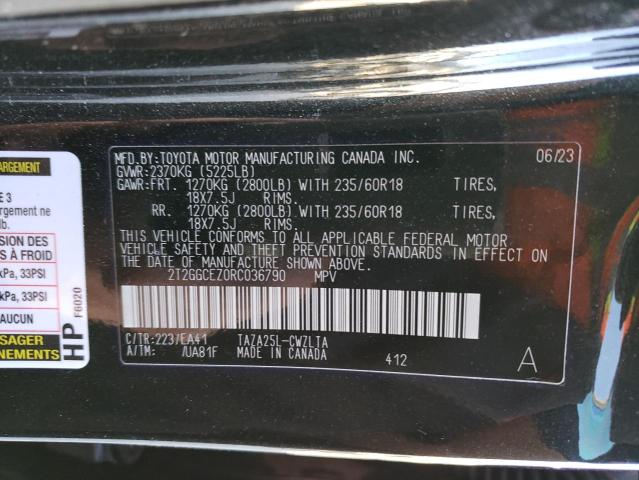 ARGEMENT
E 3
argement ne
lb.
SION DES
À FROID
kPa, 33PSI
kPa, 33PSI
AUCUN
SAGER
NEMENTS
HP
F6020
MFD.BY:TOYOTA MOTOR MANUFACTURING CANADA INC. 06/23
GVWR:2370KG (5225LB)
GAWR:FRT. 1270KG (2800LB) WITH 235/60R18 TIRES,
18X7.5J RIMS.
RR. 1270KG (2800LB) WITH 235/60R18 TIRES,
18X7.5J RIMS.
THIS VEHICLE CONFORMS TO ALL APPLICABLE FEDERAL MOTOR
VEHICLE SAFETY AND THEFT PREVENTION STANDARDS IN EFFECT ON
THE DATE OF MANUFACTURE SHOWN ABOVE.
2T2GGCEZ0RC036790 MPV
C/TR:223/EA41 TAZA25L-CWZLTA
A/TM: /UA81F MADE IN CANADA 412 A